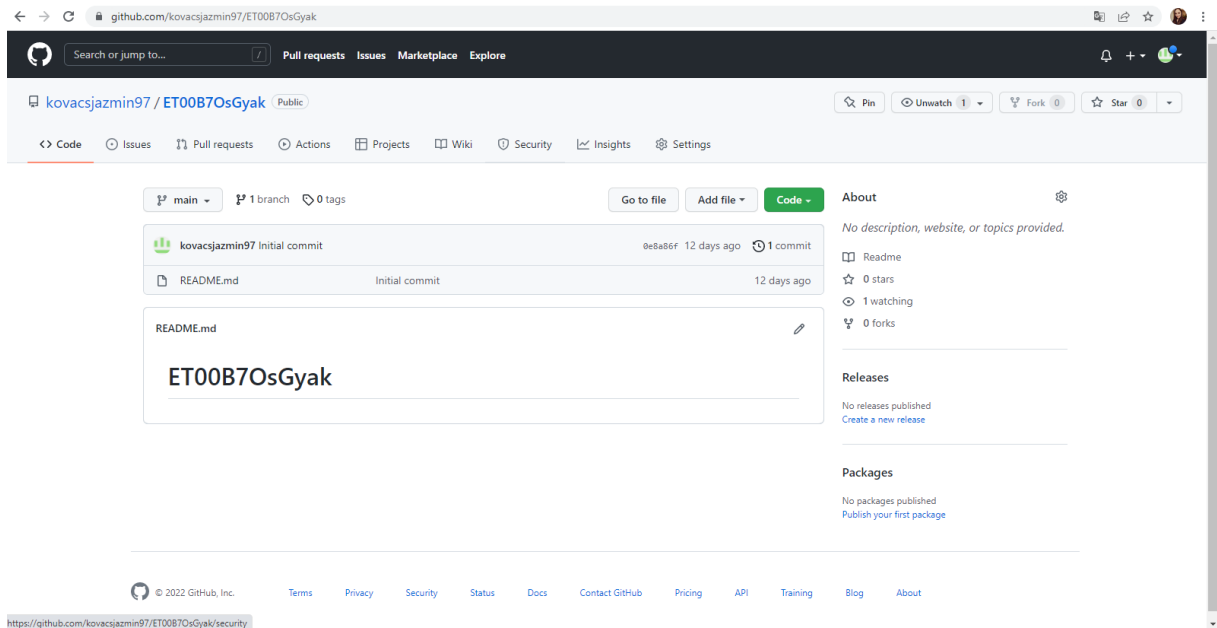 github.com/kovacsjazmin97/ET00B7OsGyak
Search or jump to... / Pull requests Issues Marketplace Explore
kovacsjazmin97 / ET00B7OsGyak Public Pin Unwatch 1 Fork 0 Star 0
Code Issues Pull requests Actions Projects Wiki Security Insights Settings
main 1 branch 0 tags Go to file Add file Code
kovacsjazmin97 Initial commit 0e8a86f 12 days ago 1 commit
README.md Initial commit 12 days ago
README.md
ET00B7OsGyak
About
No description, website, or topics provided.
Readme
0 stars
1 watching
0 forks
Releases
No releases published
Create a new release
Packages
No packages published
Publish your first package
© 2022 GitHub, Inc. Terms Privacy Security Status Docs Contact GitHub Pricing API Training Blog About
https://github.com/kovacsjazmin97/ET00B7OsGyak/security